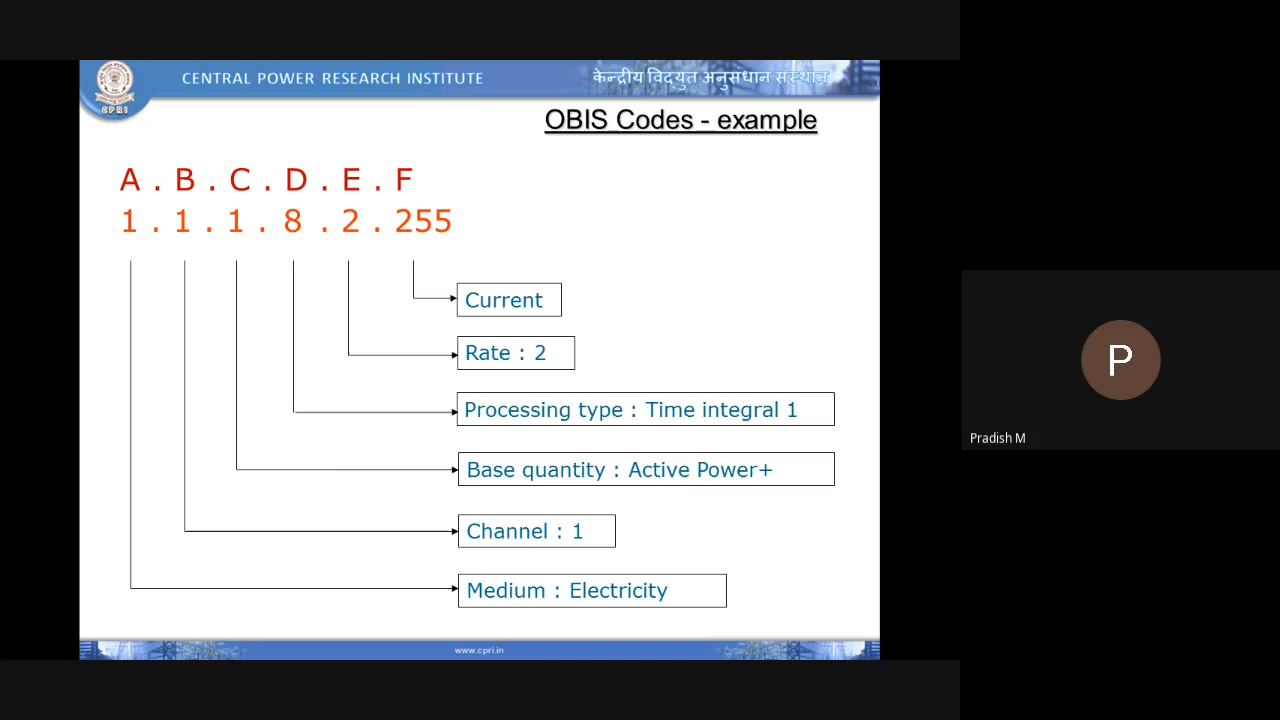 CENTRAL POWER RESEARCH INSTITUTE
केन्द्रीय विद्युत अनुसंधान संस्थान
CPRI
OBIS Codes - example
A . B . C . D . E . F
1 . 1 . 1 . 8 . 2 . 255
Current
Rate : 2
Processing type : Time integral 1
Base quantity : Active Power+
Channel : 1
Medium : Electricity
www.cpri.in
P
Pradish M